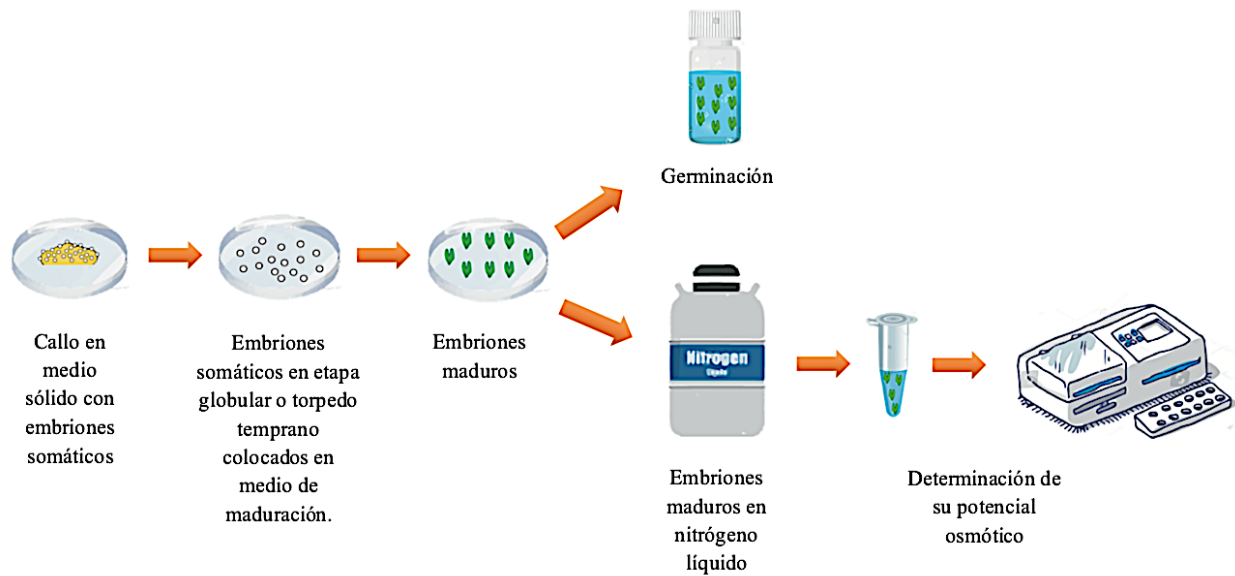 Germinación
Callo en
medio
sólido con
embriones
somáticos
Embriones
somáticos en etapa
globular o torpedo
temprano
colocados en
medio de
maduración.
Embriones
maduros
Nitrogen
Líquido
Embriones
maduros en
nitrógeno
líquido
Determinación de
su potencial
osmótico